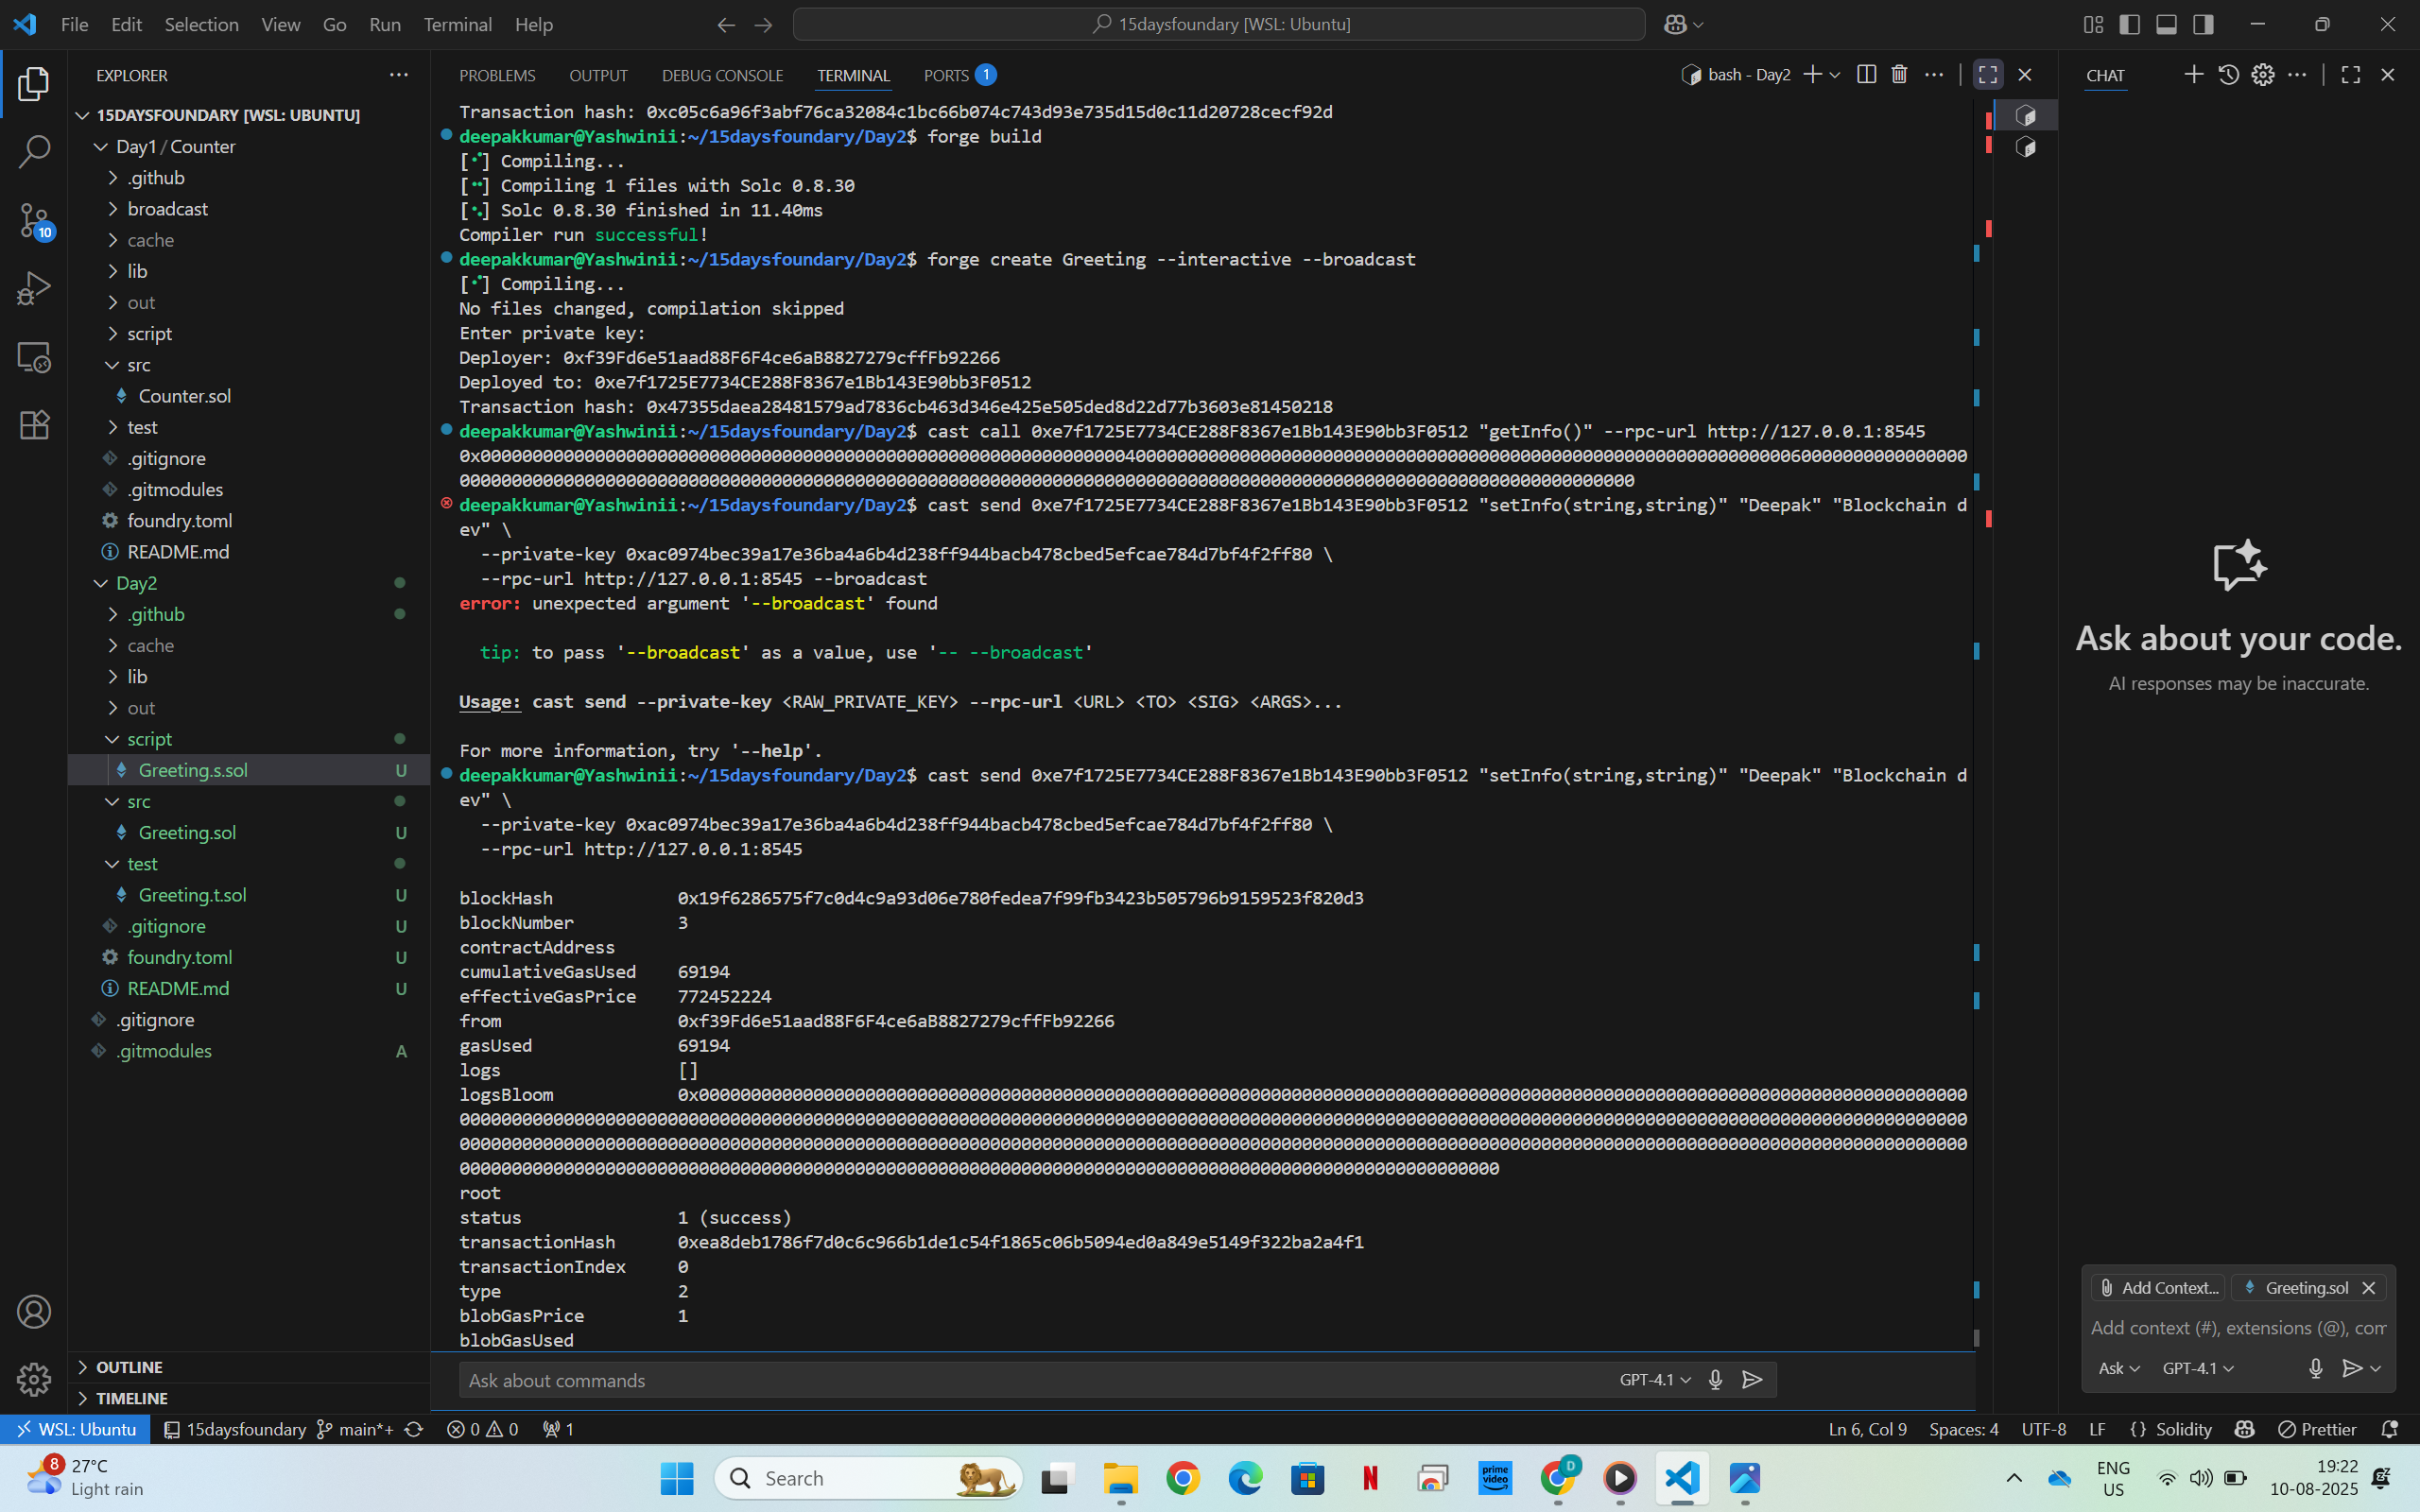 File Edit Selection View Go Run Terminal Help
15daysfoundary [WSL: Ubuntu]
EXPLORER
15DAYSFOUNDARY [WSL: UBUNTU]
Day1 / Counter
.github
broadcast
cache
lib
out
script
src
Counter.sol
test
.gitignore
.gitmodules
foundry.toml
README.md
Day2
.github
cache
lib
out
script
Greeting.s.sol U
src
Greeting.sol U
test
Greeting.t.sol U
.gitignore U
foundry.toml U
README.md U
.gitignore
.gitmodules A
OUTLINE
TIMELINE
10
PROBLEMS OUTPUT DEBUG CONSOLE TERMINAL PORTS 1
bash - Day2
Transaction hash: 0xc05c6a96f3abf76ca32084c1bc66b074c743d93e735d15d0c11d20728cecf92d
deepakkumar@Yashwinii:~/15daysfoundary/Day2$ forge build
Compiling...
Compiling 1 files with Solc 0.8.30
Solc 0.8.30 finished in 11.40ms
Compiler run successful!
deepakkumar@Yashwinii:~/15daysfoundary/Day2$ forge create Greeting --interactive --broadcast
Compiling...
No files changed, compilation skipped
Enter private key:
Deployer: 0xf39Fd6e51aad88F6F4ce6aB8827279cffFb92266
Deployed to: 0xe7f1725E7734CE288F8367e1Bb143E90bb3F0512
Transaction hash: 0x47355daea28481579ad7836cb463d346e425e505ded8d22d77b3603e81450218
deepakkumar@Yashwinii:~/15daysfoundary/Day2$ cast call 0xe7f1725E7734CE288F8367e1Bb143E90bb3F0512 "getInfo()" --rpc-url http://127.0.0.1:8545
deepakkumar@Yashwinii:~/15daysfoundary/Day2$ cast send 0xe7f1725E7734CE288F8367e1Bb143E90bb3F0512 "setInfo(string,string)" "Deepak" "Blockchain d
ev" \
--private-key 0xac0974bec39a17e36ba4a6b4d238ff944bacb478cbed5efcae784d7bf4f2ff80 \
--rpc-url http://127.0.0.1:8545 --broadcast
error: unexpected argument '--broadcast' found
tip: to pass '--broadcast' as a value, use '-- --broadcast'
Usage: cast send --private-key <RAW_PRIVATE_KEY> --rpc-url <URL> <TO> <SIG> <ARGS>...
For more information, try '--help'.
deepakkumar@Yashwinii:~/15daysfoundary/Day2$ cast send 0xe7f1725E7734CE288F8367e1Bb143E90bb3F0512 "setInfo(string,string)" "Deepak" "Blockchain d
ev" \
--private-key 0xac0974bec39a17e36ba4a6b4d238ff944bacb478cbed5efcae784d7bf4f2ff80 \
--rpc-url http://127.0.0.1:8545
blockHash 0x19f6286575f7c0d4c9a93d06e780fedea7f99fb3423b505796b9159523f820d3
blockNumber 3
contractAddress
cumulativeGasUsed 69194
effectiveGasPrice 772452224
from 0xf39Fd6e51aad88F6F4ce6aB8827279cffFb92266
gasUsed 69194
logs []
logsBloom
root
status 1 (success)
transactionHash 0xea8deb1786f7d0c6c966b1de1c54f1865c06b5094ed0a849e5149f322ba2a4f1
transactionIndex 0
type 2
blobGasPrice 1
blobGasUsed
Ask about commands GPT-4.1
CHAT
Ask about your code.
AI responses may be inaccurate.
Add Context... Greeting.sol
Add context (#), extensions (@), com
Ask GPT-4.1
WSL: Ubuntu 15daysfoundary main*+ 0 0 1 Ln 6, Col 9 Spaces: 4 UTF-8 LF {} Solidity Prettier
8
27°C
Light rain
Search
N
prime video
D
ENG
US
19:22
10-08-2025